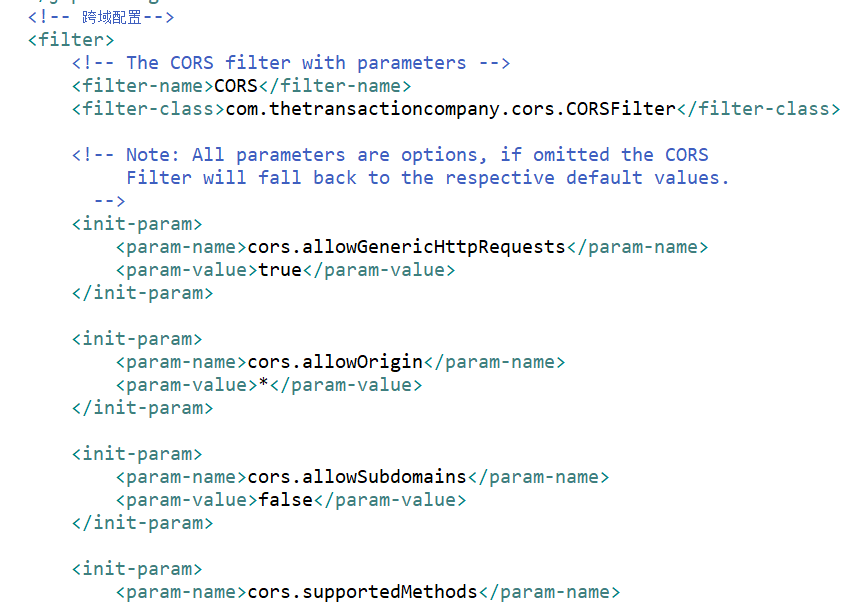 <!-- 跨域配置-->
<filter>
<!-- The CORS filter with parameters -->
<filter-name>CORS</filter-name>
<filter-class>com.thetransactioncompany.cors.CORSFilter</filter-class>
<!-- Note: All parameters are options, if omitted the CORS
Filter will fall back to the respective default values.
-->
<init-param>
<param-name>cors.allowGenericHttpRequests</param-name>
<param-value>true</param-value>
</init-param>
<init-param>
<param-name>cors.allowOrigin</param-name>
<param-value>*</param-value>
</init-param>
<init-param>
<param-name>cors.allowSubdomains</param-name>
<param-value>false</param-value>
</init-param>
<init-param>
<param-name>cors.supportedMethods</param-name>